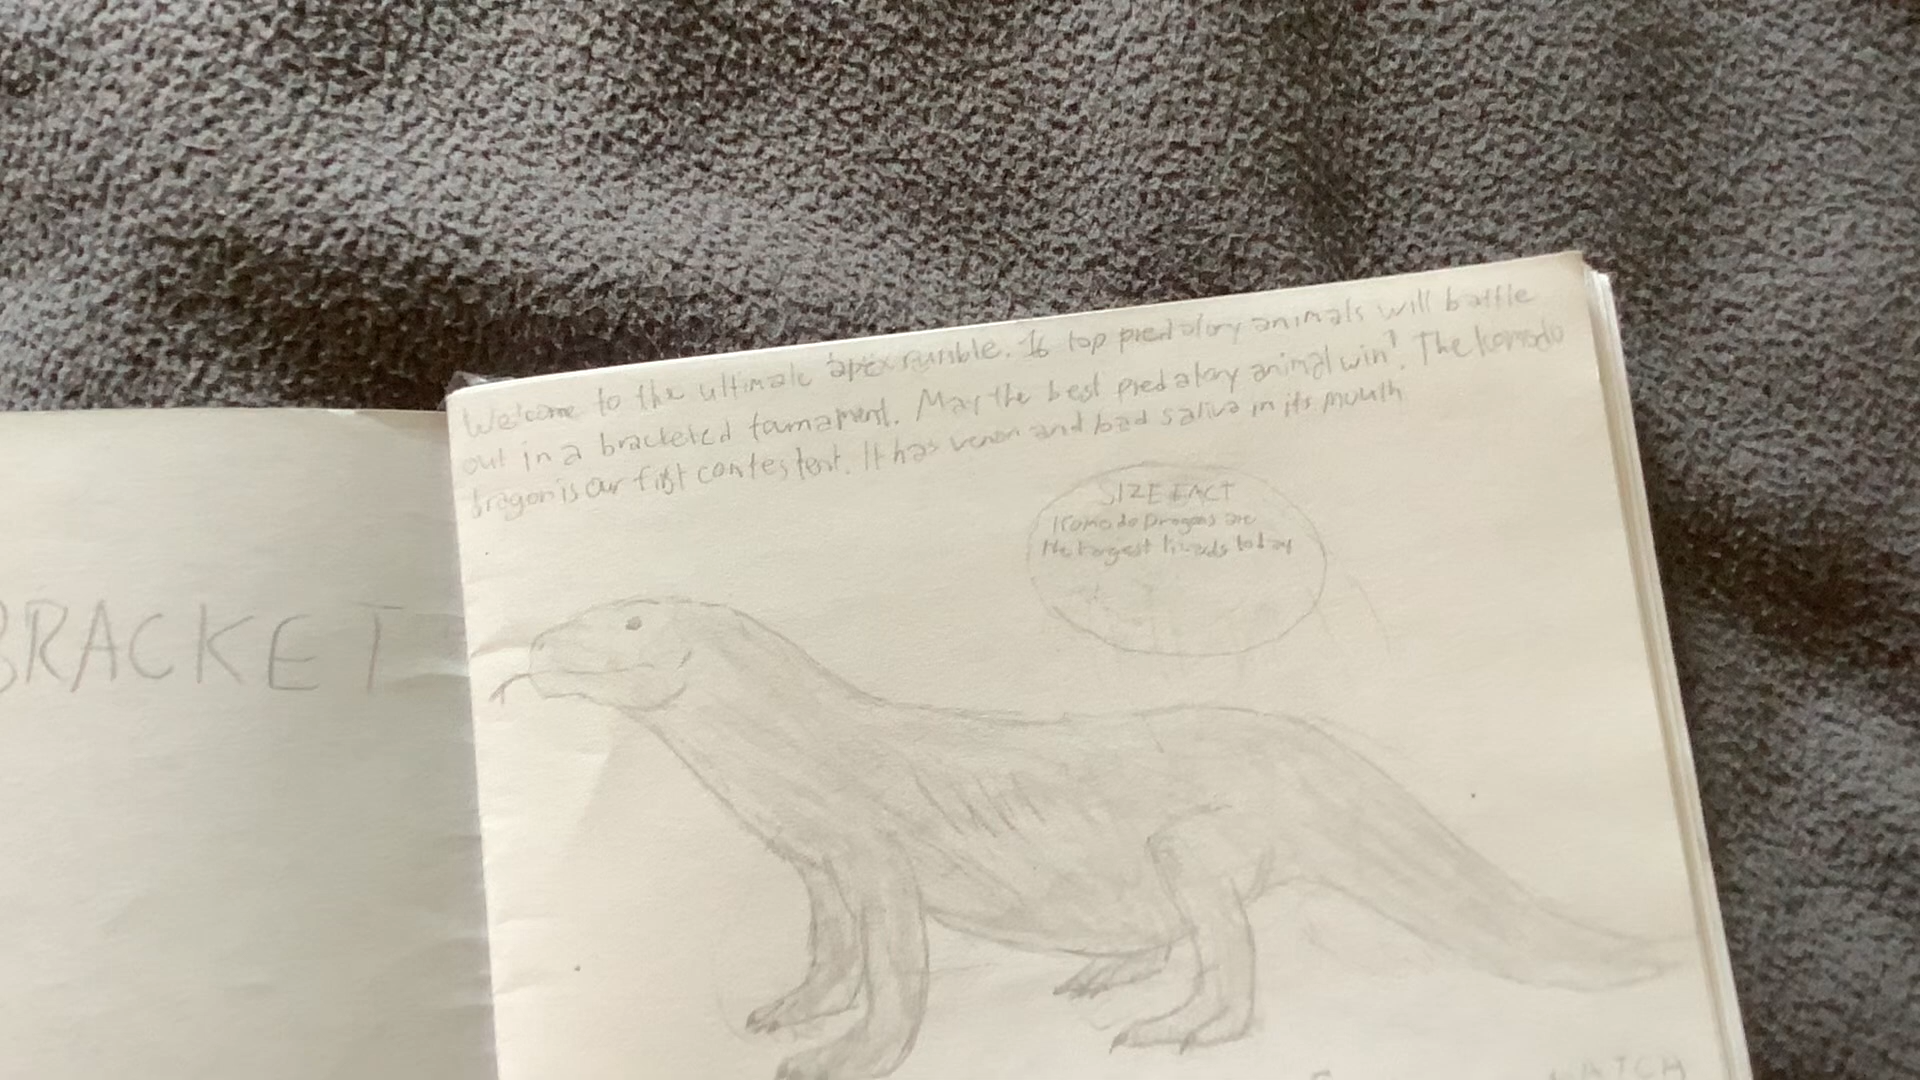 BRACKET
Welcome to the ultimate apex rumble. 16 top predatory animals will battle
out in a bracketed tournament. May the best predatory animal win! The Komodo
dragon is our first contestent. It has venom and bad saliva in its mouth
SIZE FACT
Komodo Dragons are
the largest lizards today